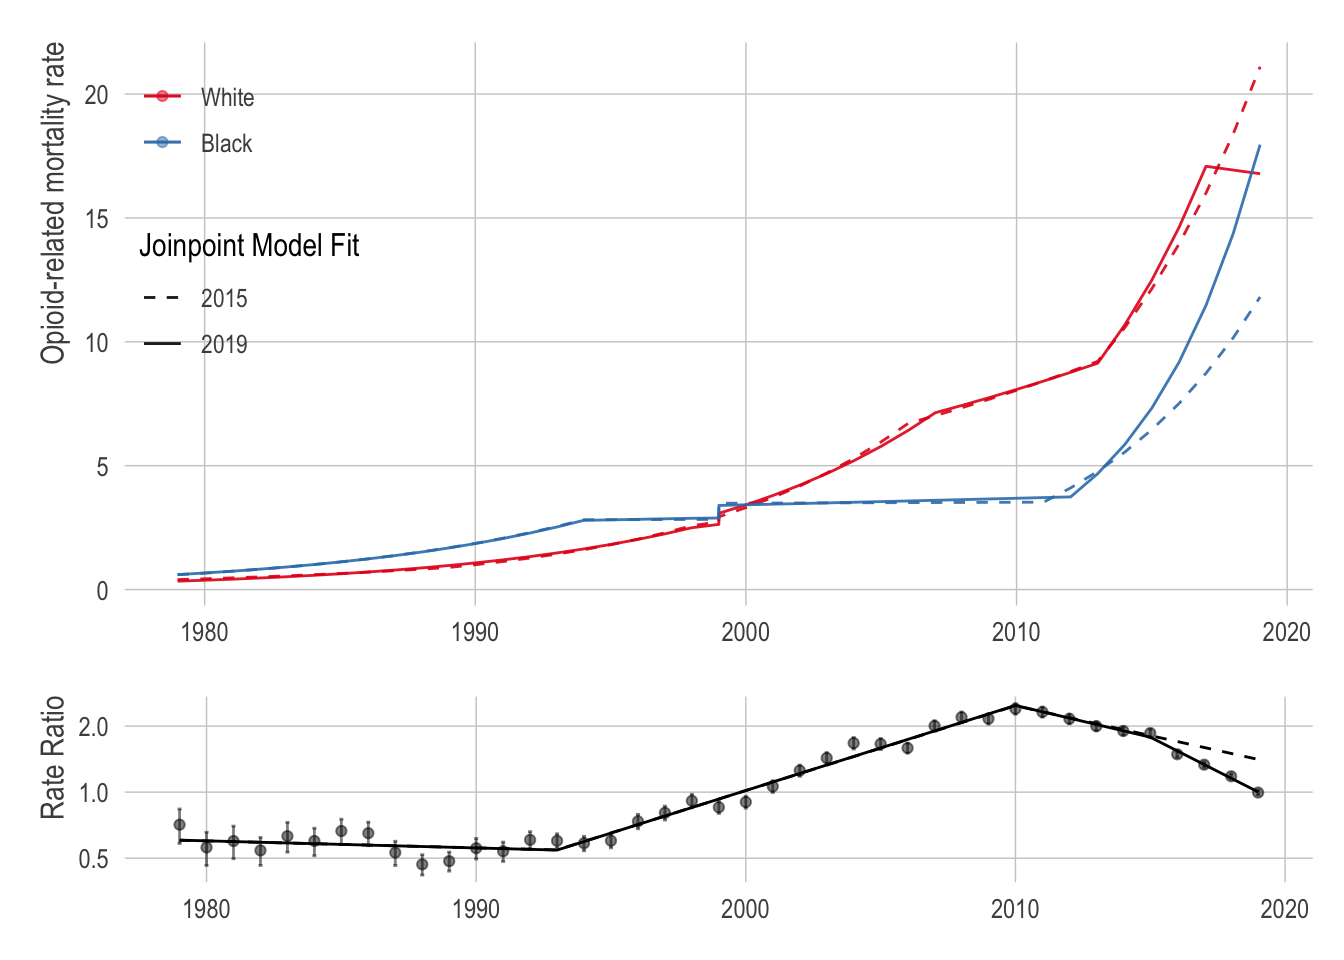 Opioid-related mortality rate
20
15
10
5
0
White
Black
Joinpoint Model Fit
2015
2019
1980 1990 2000 2010 2020
Rate Ratio
2.0
1.0
0.5
1980 1990 2000 2010 2020